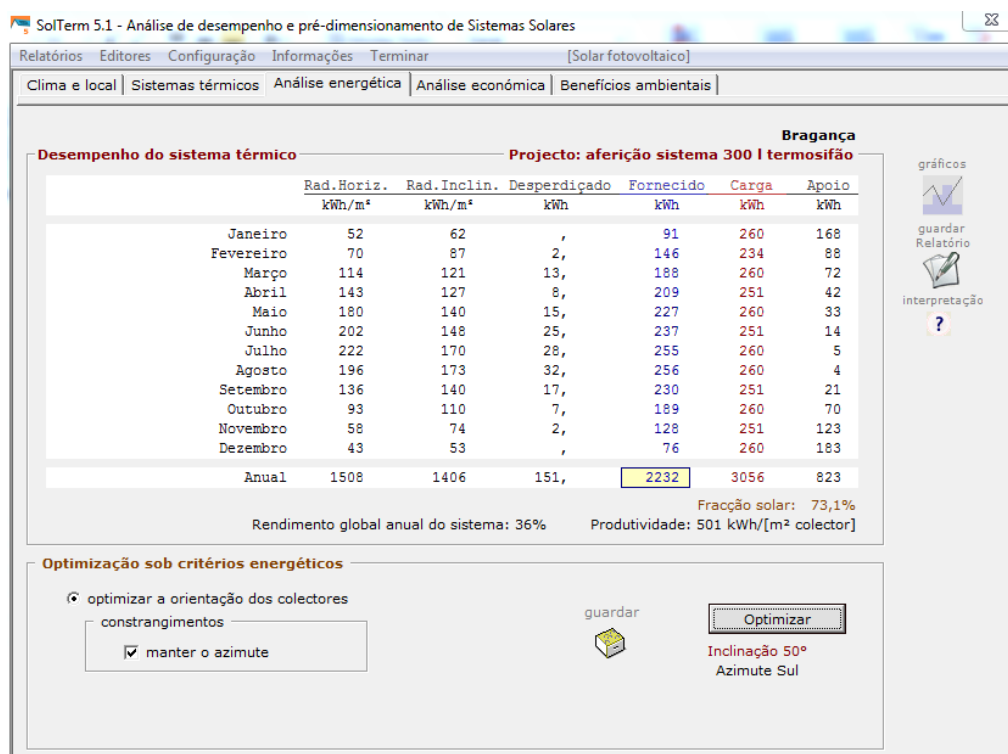 SolTerm 5.1 - Análise de desempenho e pré-dimensionamento de Sistemas Solares
Relatórios Editores Configuração Informações Terminar [Solar fotovoltaico]
Clima e local Sistemas térmicos Análise energética Análise económica Benefícios ambientais
Bragança
Desempenho do sistema térmico Projecto: aferição sistema 300 l termosifão
Rad.Horiz. Rad.Inclin. Desperdiçado Fornecido Carga Apoio
kWh/m² kWh/m² kWh kWh kWh kWh
Janeiro 52 62 , 91 260 168
Fevereiro 70 87 2, 146 234 88
Março 114 121 13, 188 260 72
Abril 143 127 8, 209 251 42
Maio 180 140 15, 227 260 33
Junho 202 148 25, 237 251 14
Julho 222 170 28, 255 260 5
Agosto 196 173 32, 256 260 4
Setembro 136 140 17, 230 251 21
Outubro 93 110 7, 189 260 70
Novembro 58 74 2, 128 251 123
Dezembro 43 53 , 76 260 183
Anual 1508 1406 151, 2232 3056 823
Fracção solar: 73,1%
Rendimento global anual do sistema: 36% Produtividade: 501 kWh/[m² colector]
gráficos
guardar
Relatório
interpretação
?
Optimização sob critérios energéticos
optimizar a orientação dos colectores
constrangimentos
manter o azimute
guardar
Optimizar
Inclinação 50°
Azimute Sul